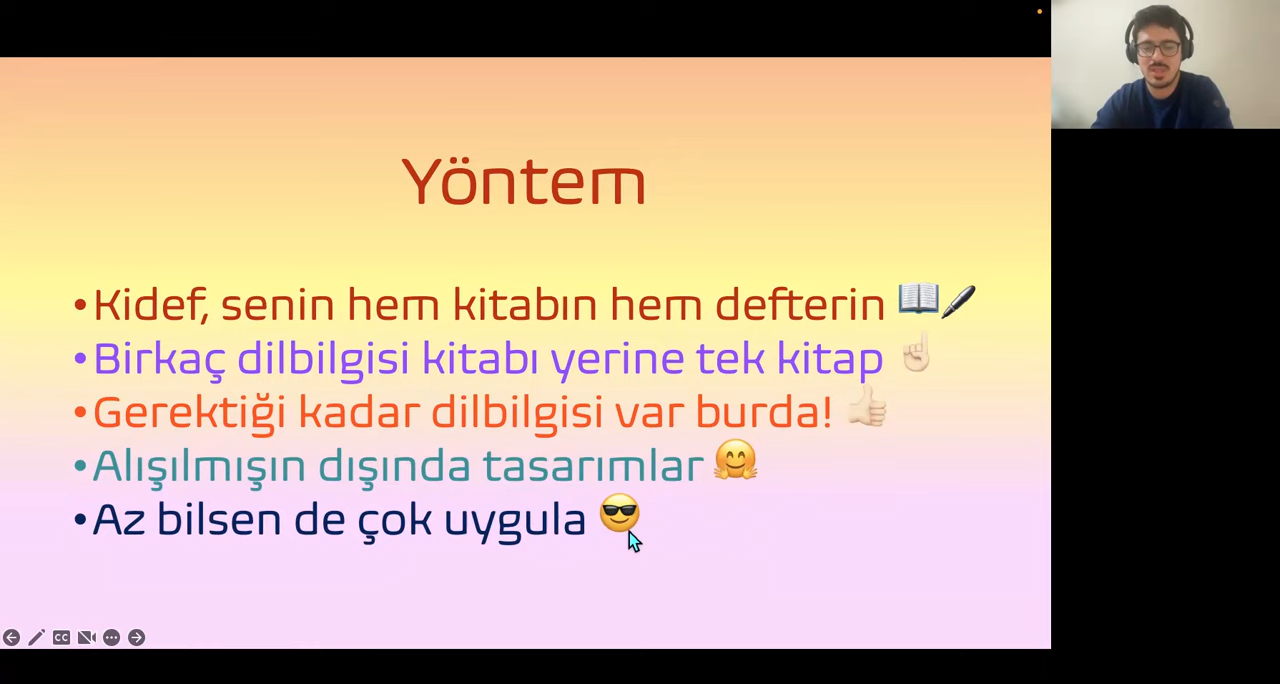 Yöntem
•Kidef, senin hem kitabın hem defterin 📖🖊
•Birkaç dilbilgisi kitabı yerine tek kitap ☝🏻
•Gerektiği kadar dilbilgisi var burda! 👍🏻
•Alışılmışın dışında tasarımlar 🤗
•Az bilsen de çok uygula 😎
CC